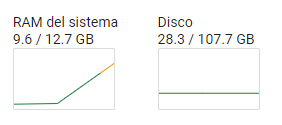 RAM del sistema
9.6 / 12.7 GB
Disco
28.3 / 107.7 GB